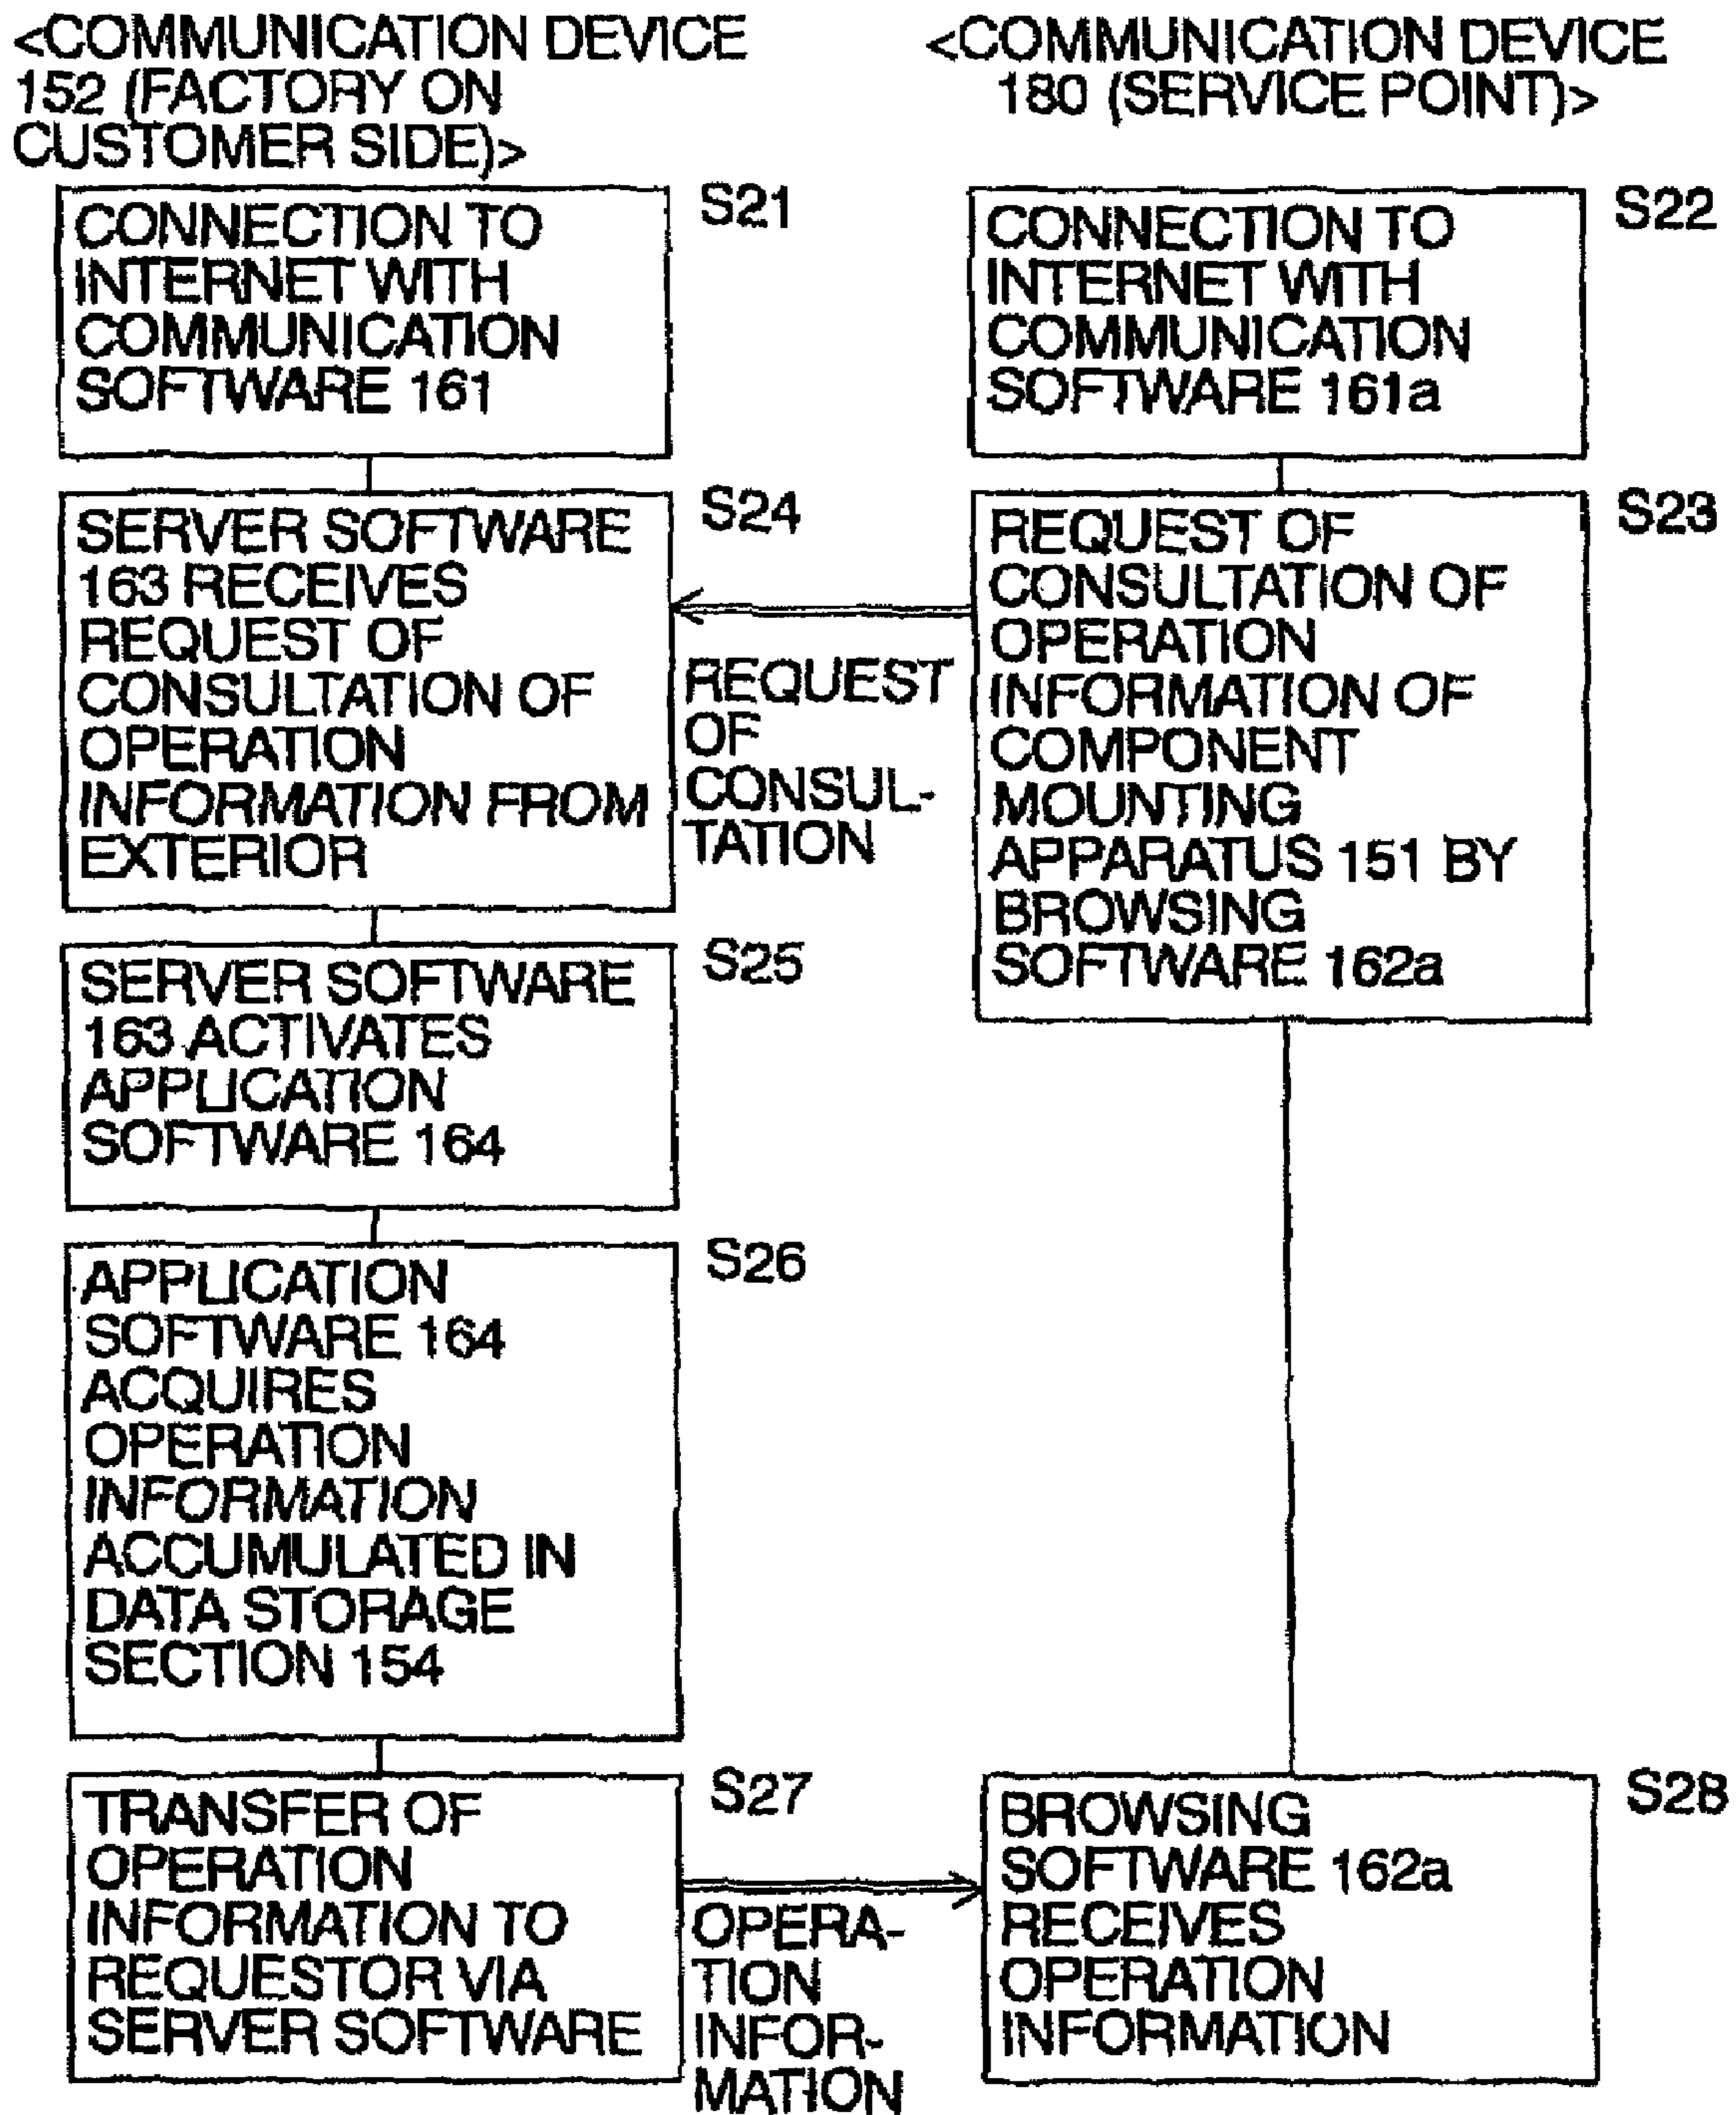 <COMMUNICATION DEVICE
152 (FACTORY ON
CUSTOMER SIDE)>
<COMMUNICATION DEVICE
180 (SERVICE POINT)>
S21
CONNECTION TO
INTERNET WITH
COMMUNICATION
SOFTWARE 161
S22
CONNECTION TO
INTERNET WITH
COMMUNICATION
SOFTWARE 161a
S24
SERVER SOFTWARE
163 RECEIVES
REQUEST OF
CONSULTATION OF
OPERATION
INFORMATION FROM
EXTERIOR
REQUEST
OF
CONSUL-
TATION
S23
REQUEST OF
CONSULTATION OF
OPERATION
INFORMATION OF
COMPONENT
MOUNTING
APPARATUS 151 BY
BROWSING
SOFTWARE 162a
S25
SERVER SOFTWARE
163 ACTIVATES
APPLICATION
SOFTWARE 164
S26
APPLICATION
SOFTWARE 164
ACQUIRES
OPERATION
INFORMATION
ACCUMULATED IN
DATA STORAGE
SECTION 154
S27
TRANSFER OF
OPERATION
INFORMATION TO
REQUESTOR VIA
SERVER SOFTWARE
OPERA-
TION
INFOR-
MATION
S28
BROWSING
SOFTWARE 162a
RECEIVES
OPERATION
INFORMATION